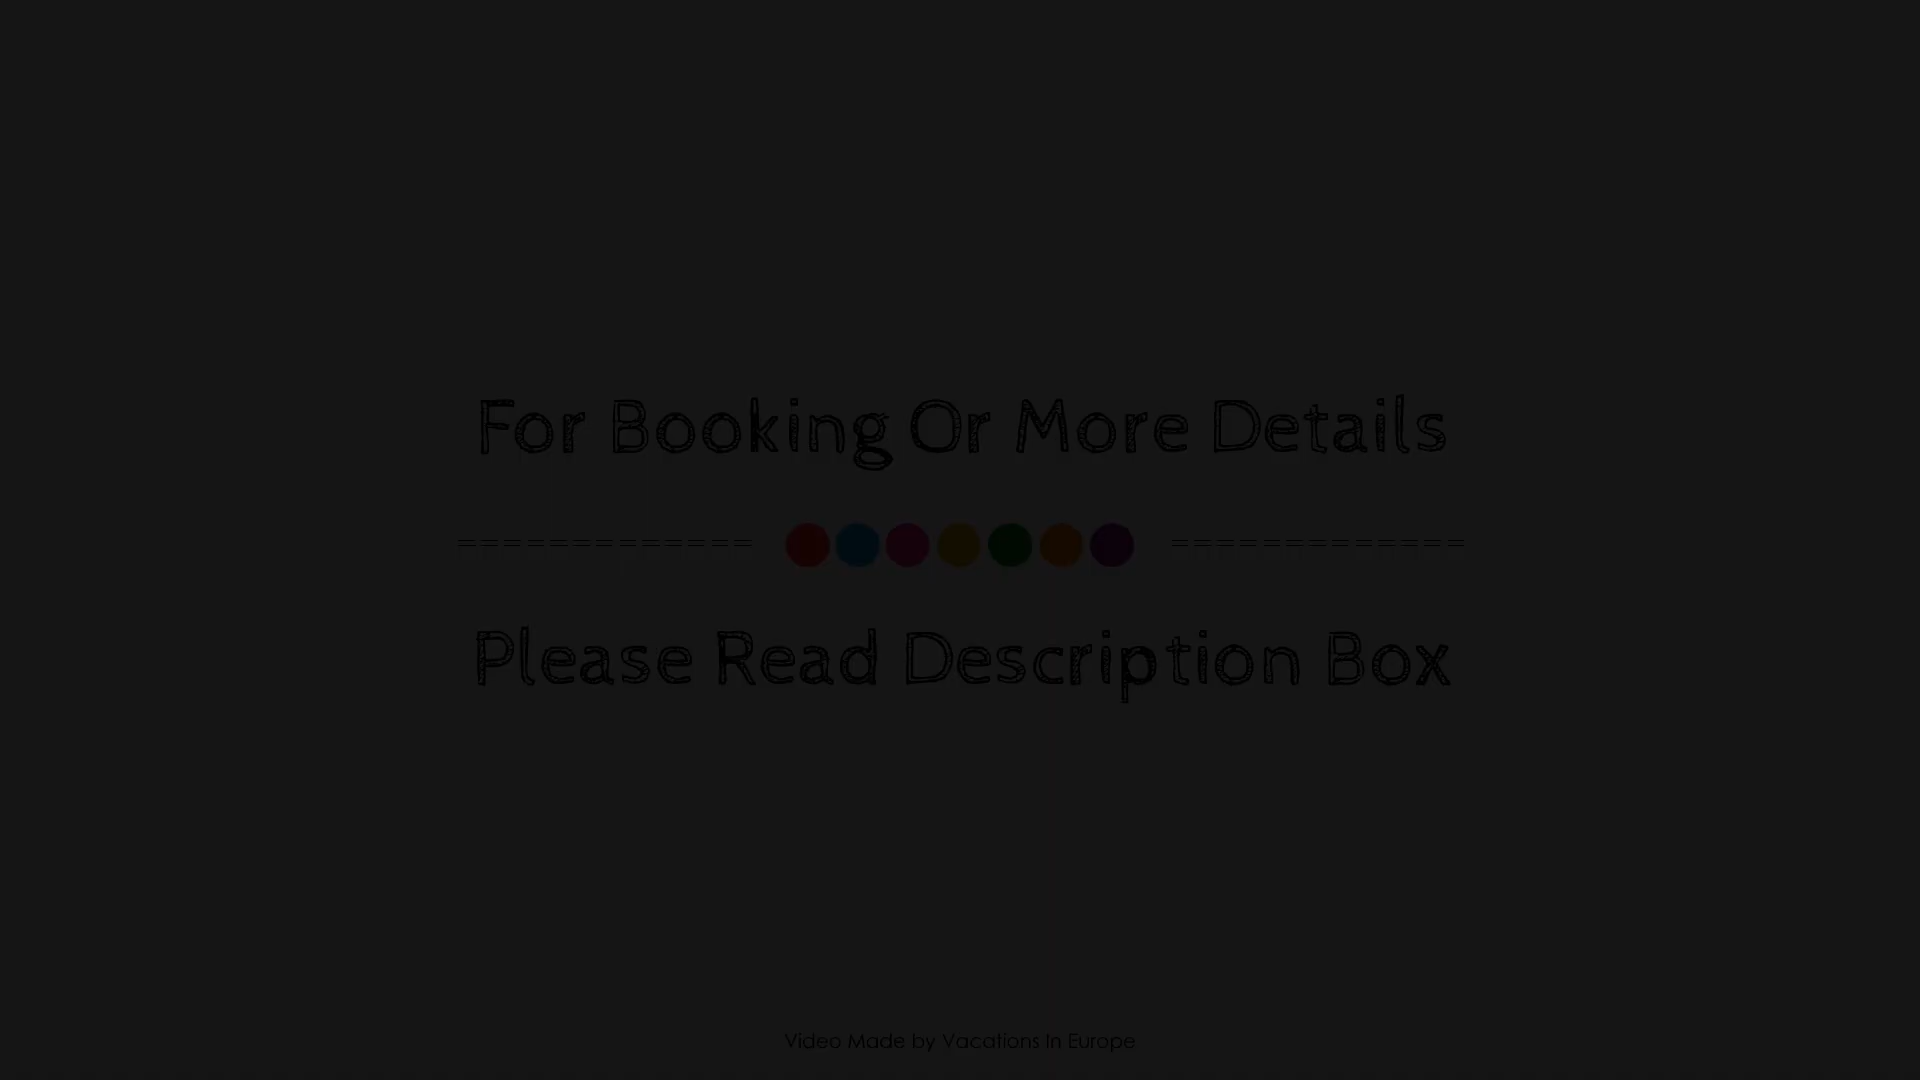 For Booking Or More Details
============= =============
Please Read Description Box
Video Made by Vacations In Europe